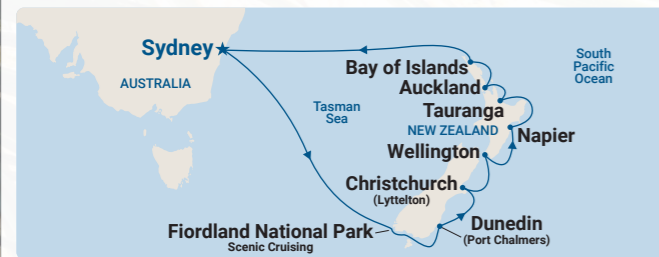 Sydney
AUSTRALIA
Tasman
Sea
South
Pacific
Ocean
Bay of Islands
Auckland
Tauranga
NEW ZEALAND
Napier
Wellington
Christchurch
(Lyttelton)
Dunedin
(Port Chalmers)
Fiordland National Park
Scenic Cruising